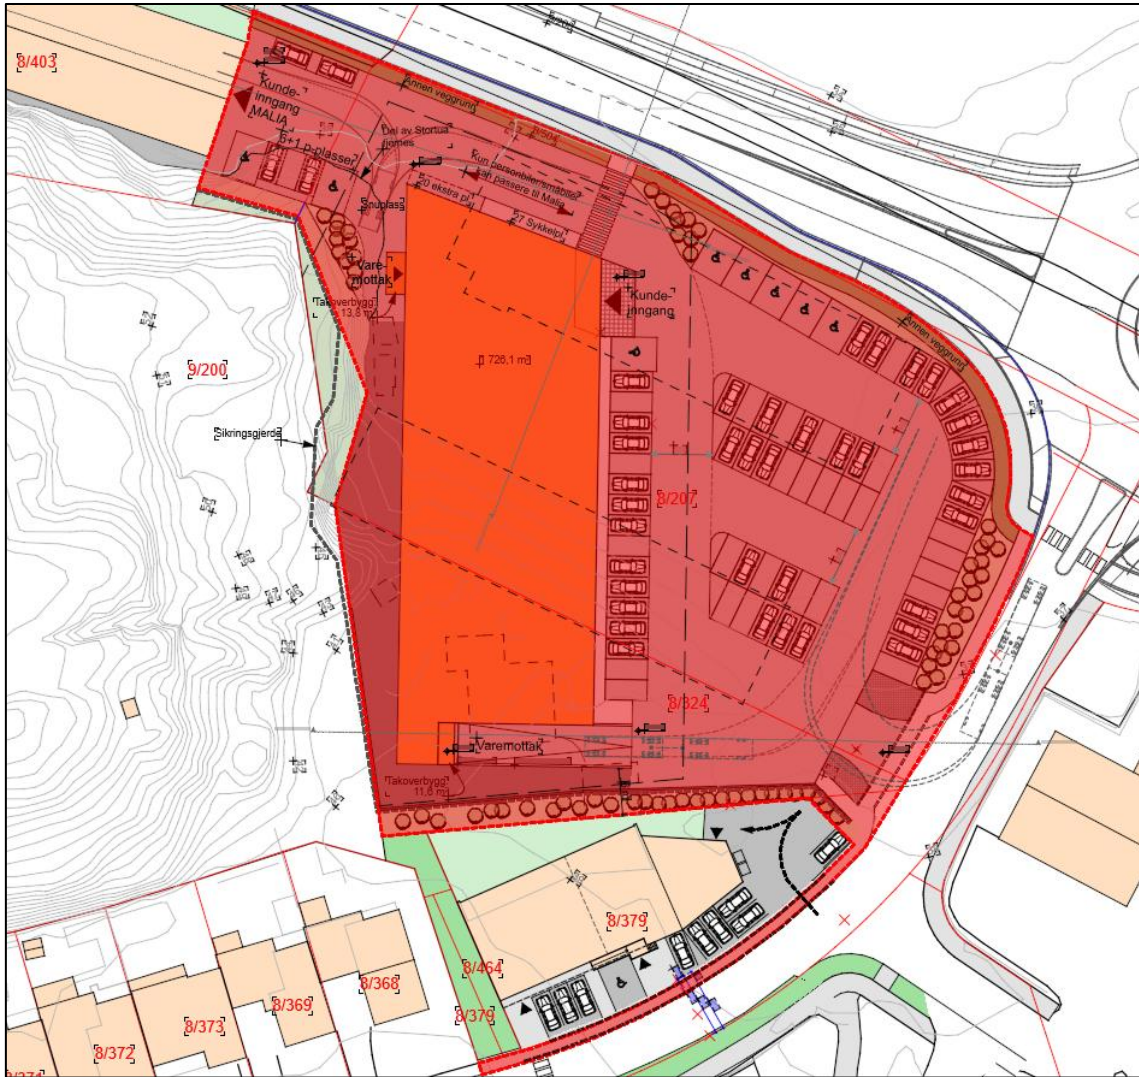 8/403
Kunde-
inngang
MALIA
Annen veggrunn
8/504
Del av Stortua
fjernes
6+1 p-plasser
Kun personbiler/småbiler
kan passere til Malia
20 ekstra pl
27 Sykkelpl
Snuplass
Vare-
mottak
Takoverbygg
13,8 m
Kunde-
inngang
Annen veggrunn
726,1 m
9/200
Sikringsgjerde
8/207
8/324
Varemottak
Takoverbygg
8/379
8/464
8/379
8/368
8/369
8/373
8/372